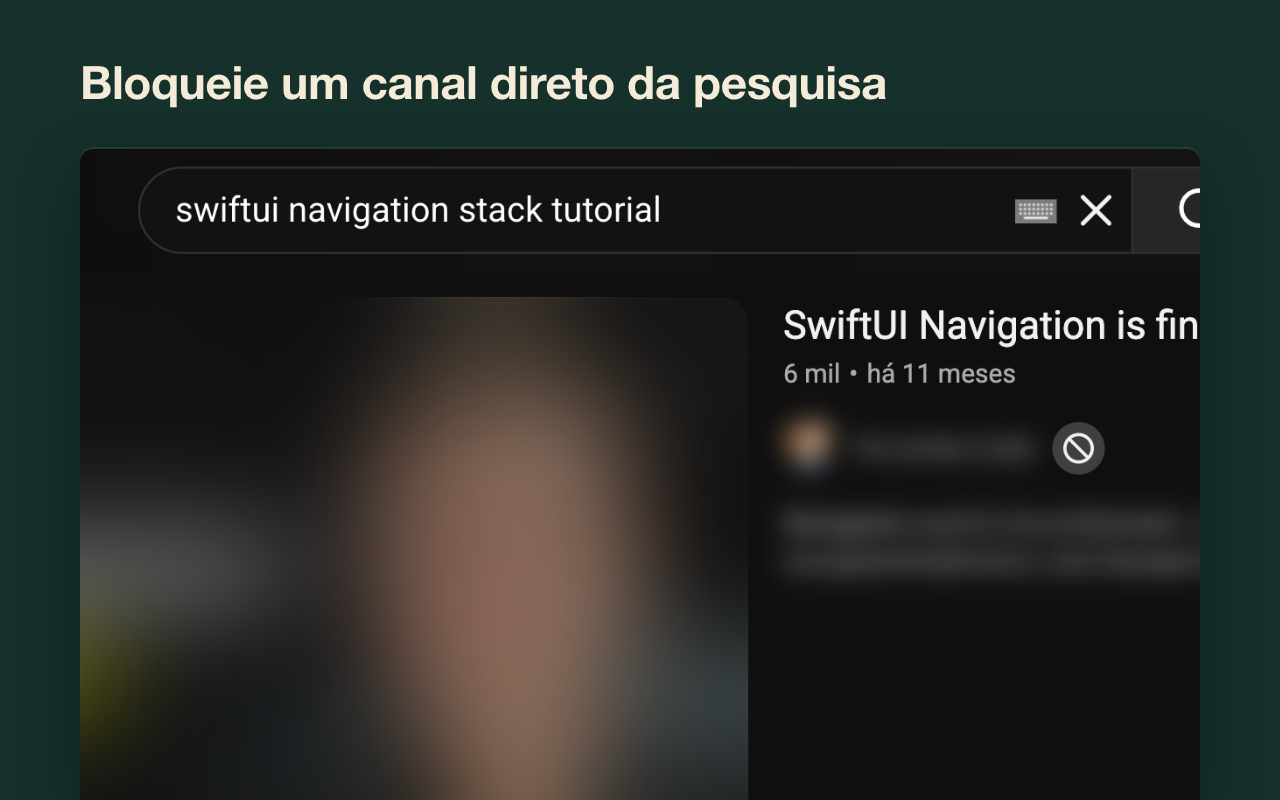 Bloqueie um canal direto da pesquisa
swiftui navigation stack tutorial
SwiftUI Navigation is fin
6 mil • há 11 meses